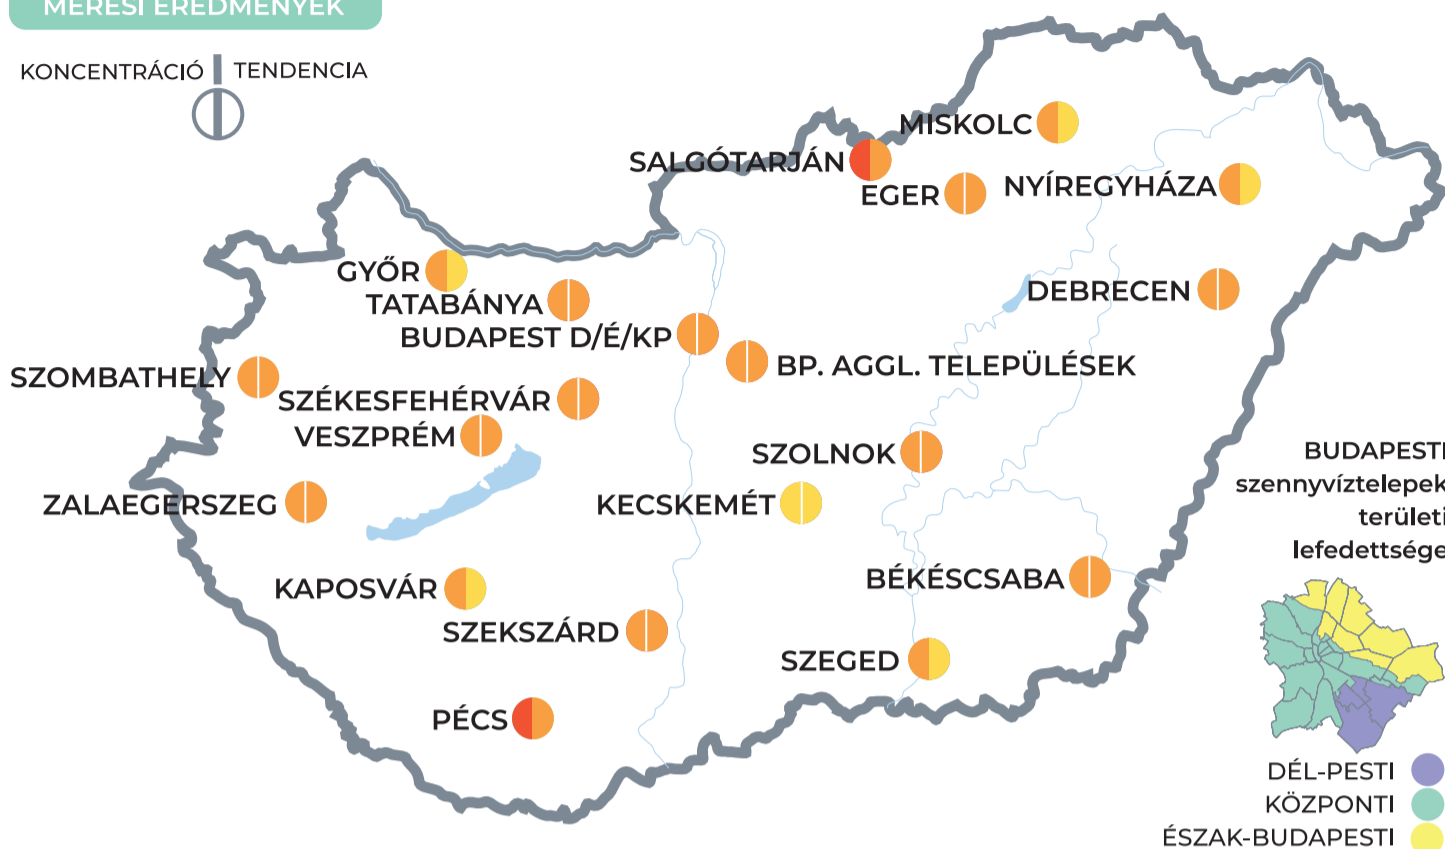 MÉRÉSI EREDMÉNYEK
KONCENTRÁCIÓ TENDENCIA
MISKOLC
SALGÓTARJÁN
EGER
NYÍREGYHÁZA
GYŐR
TATABÁNYA
DEBRECEN
BUDAPEST D/É/KP
BP. AGGL. TELEPÜLÉSEK
SZOMBATHELY
SZÉKESFEHÉRVÁR
VESZPRÉM
SZOLNOK
ZALAEGERSZEG
KECSKEMÉT
KAPOSVÁR
BÉKÉSCSABA
SZEKSZÁRD
SZEGED
PÉCS
BUDAPESTI
szennyvíztelepek
területi
lefedettsége
DÉL-PESTI
KÖZPONTI
ÉSZAK-BUDAPESTI